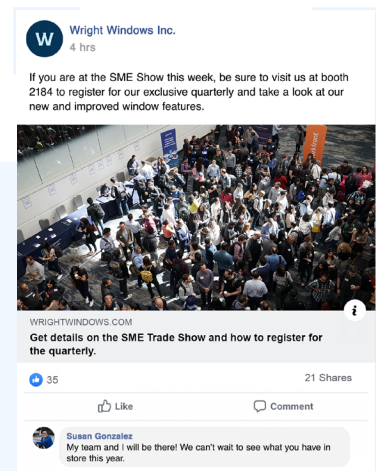 W
Wright Windows Inc.
4 hrs
If you are at the SME Show this week, be sure to visit us at booth
2184 to register for our exclusive quarterly and take a look at our
new and improved window features.
i
WRIGHTWINDOWS.COM
Get details on the SME Trade Show and how to register for
the quarterly.
35
21 Shares
Like
Comment
Susan Gonzalez
My team and I will be there! We can't wait to see what you have in
store this year.